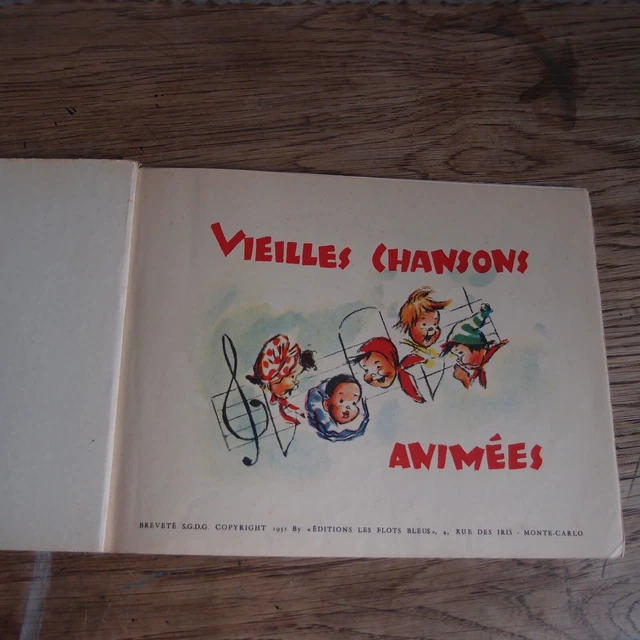 VIEILLES CHANSONS
ANIMÉES
BREVETÉ S.G.D.G. COPYRIGHT 1951 By «ÉDITIONS LES FLOTS BLEUS», 4, RUE DES IRIS - MONTE-CARLO